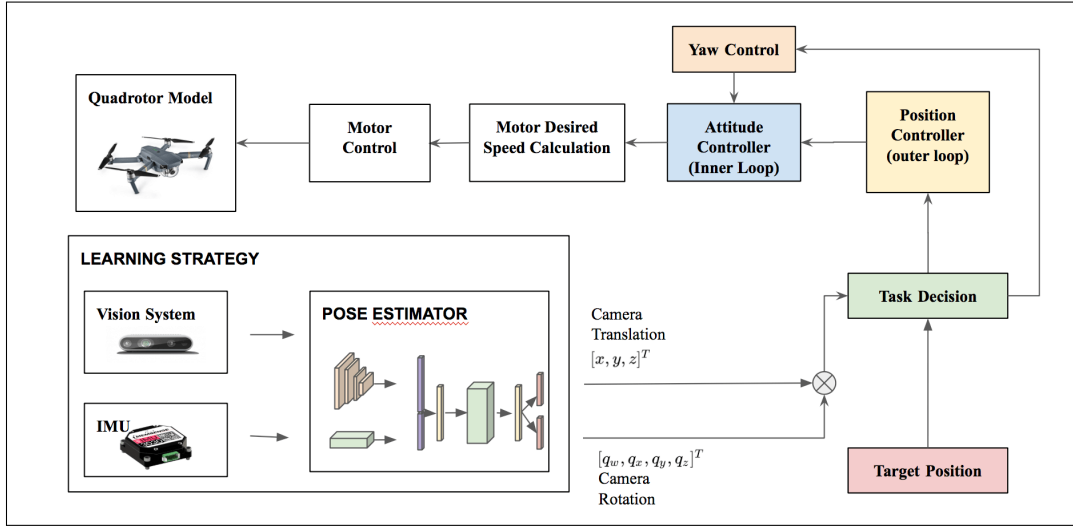 Yaw Control
Quadrotor Model
Motor
Control
Motor Desired
Speed Calculation
Attitude
Controller
(Inner Loop)
Position
Controller
(outer loop)
LEARNING STRATEGY
Vision System
POSE ESTIMATOR
IMU
Camera
Translation
[x, y, z]^T
[q_w, q_x, q_y, q_z]^T
Camera
Rotation
Task Decision
Target Position